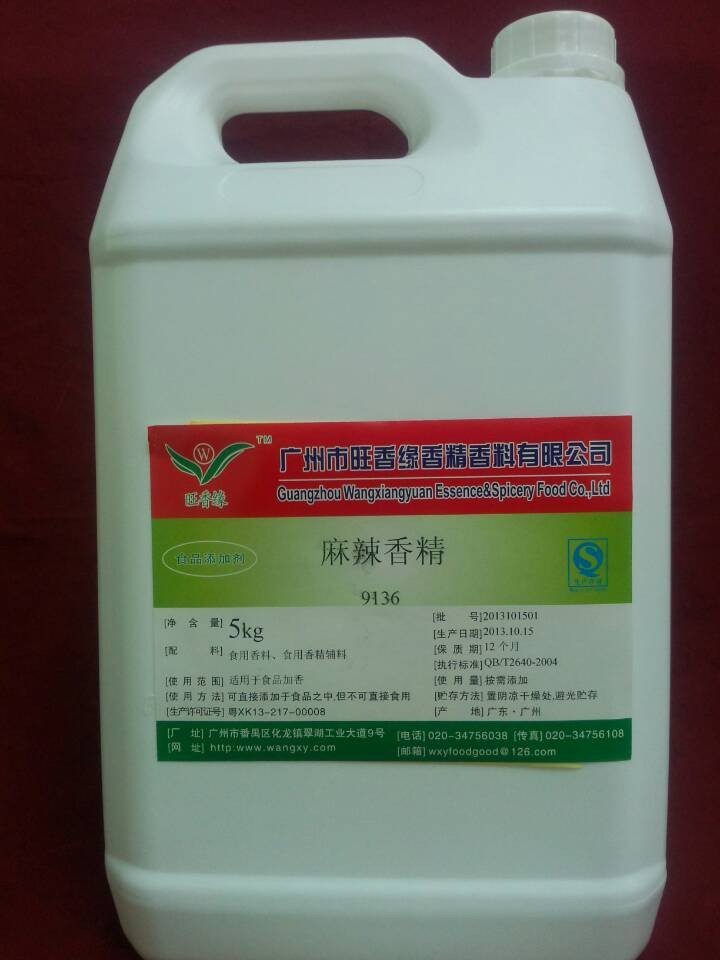 TM
W
旺香缘
广州市旺香缘香精香料有限公司
Guangzhou Wangxiangyuan Essence&Spicery Food Co.,Ltd
食品添加剂
麻辣香精
9136
[净 含 量] 5kg
[配 料] 食用香料、食用香精辅料
[使 用 范 围] 适用于食品加香
[使 用 方 法] 可直接添加于食品之中,但不可直接食用
[生产许可证号] 粤XK13-217-00008
[批 号] 2013101501
[生产日期] 2013.10.15
[保 质 期] 12 个月
[执行标准] QB/T2640-2004
[使 用 量] 按需添加
[贮存方法] 置阴凉干燥处,避光贮存
[产 地] 广东·广州
[厂 址] 广州市番禺区化龙镇翠湖工业大道9号
[网 址] http:www.wangxy.com
[电话] 020-34756038 [传真] 020-34756108
[邮箱] wxyfoodgood@126.com